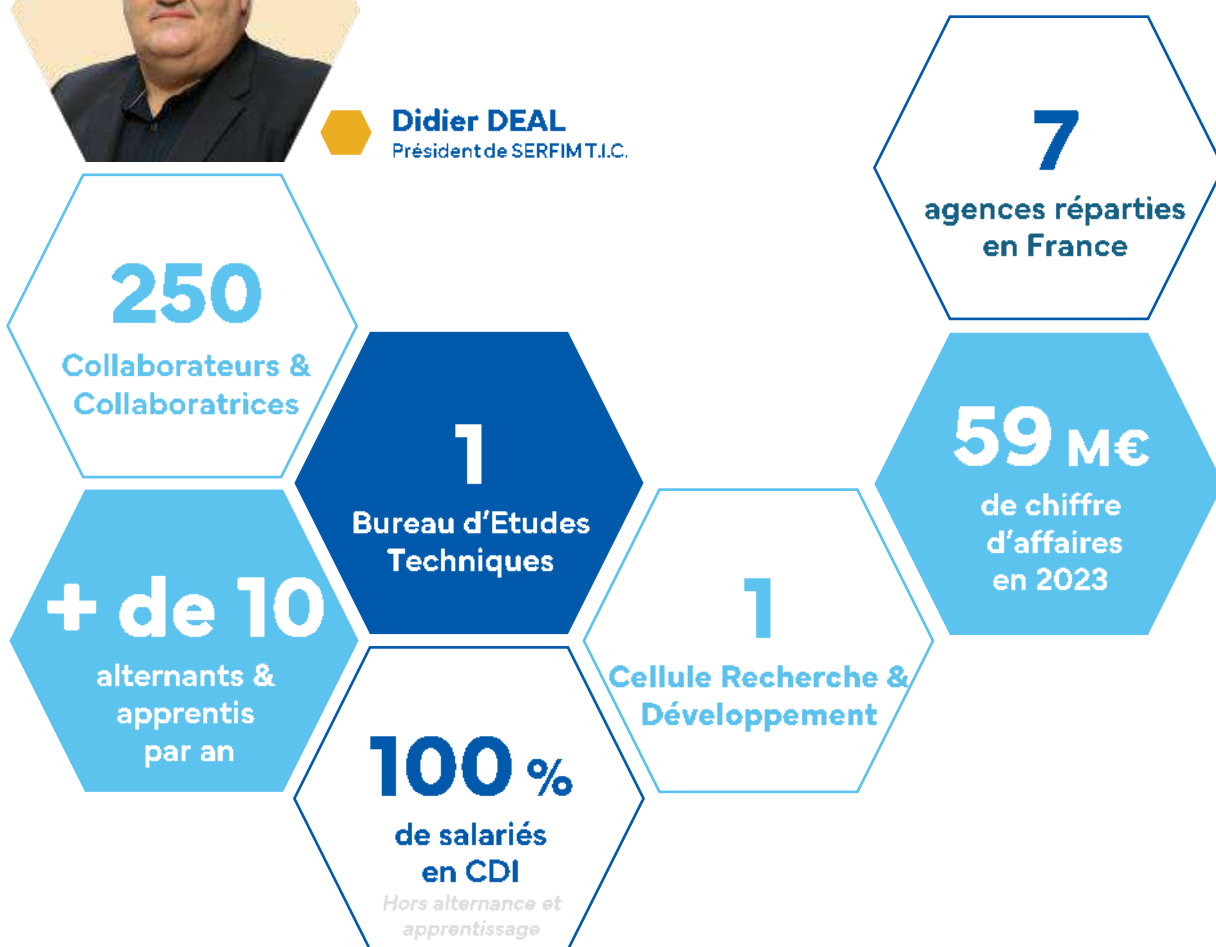 Didier DEAL
Président de SERFIM T.I.C.
7
agences réparties
en France
250
Collaborateurs &
Collaboratrices
1
Bureau d'Etudes
Techniques
59 M€
de chiffre
d'affaires
en 2023
+ de 10
alternants &
apprentis
par an
1
Cellule Recherche &
Développement
100 %
de salariés
en CDI
Hors alternance et
apprentissage